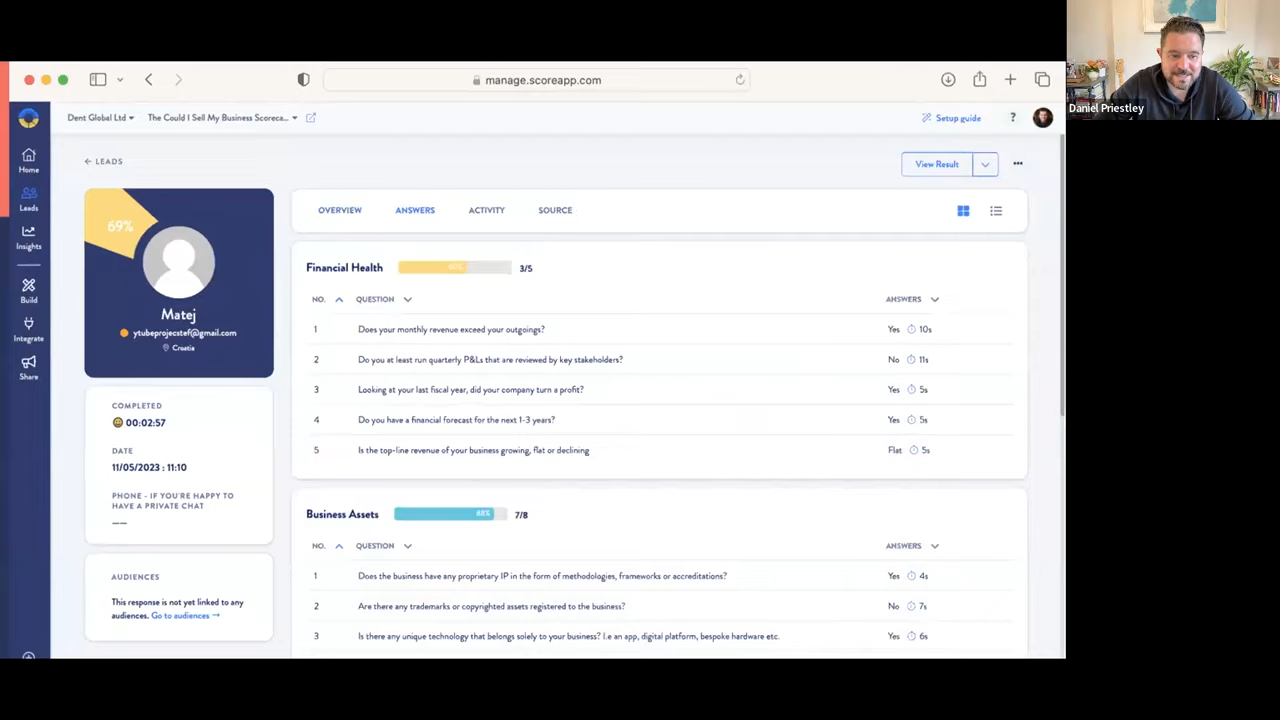 manage.scoreapp.com
Daniel Priestley
Dent Global Ltd
The Could I Sell My Business Scoreca...
Setup guide
?
Home
Leads
Insights
Build
Integrate
Share
← LEADS
View Result
69%
Matej
ytubeprojecstef@gmail.com
Croatia
COMPLETED
00:02:57
DATE
11/05/2023 : 11:10
PHONE - IF YOU'RE HAPPY TO
HAVE A PRIVATE CHAT
––
AUDIENCES
This response is not yet linked to any
audiences. Go to audiences →
OVERVIEW ANSWERS ACTIVITY SOURCE
Financial Health 60% 3/5
NO. QUESTION ANSWERS
1 Does your monthly revenue exceed your outgoings? Yes 10s
2 Do you at least run quarterly P&Ls that are reviewed by key stakeholders? No 11s
3 Looking at your last fiscal year, did your company turn a profit? Yes 5s
4 Do you have a financial forecast for the next 1-3 years? Yes 5s
5 Is the top-line revenue of your business growing, flat or declining Flat 5s
Business Assets 88% 7/8
NO. QUESTION ANSWERS
1 Does the business have any proprietary IP in the form of methodologies, frameworks or accreditations? Yes 4s
2 Are there any trademarks or copyrighted assets registered to the business? No 7s
3 Is there any unique technology that belongs solely to your business? I.e an app, digital platform, bespoke hardware etc. Yes 6s